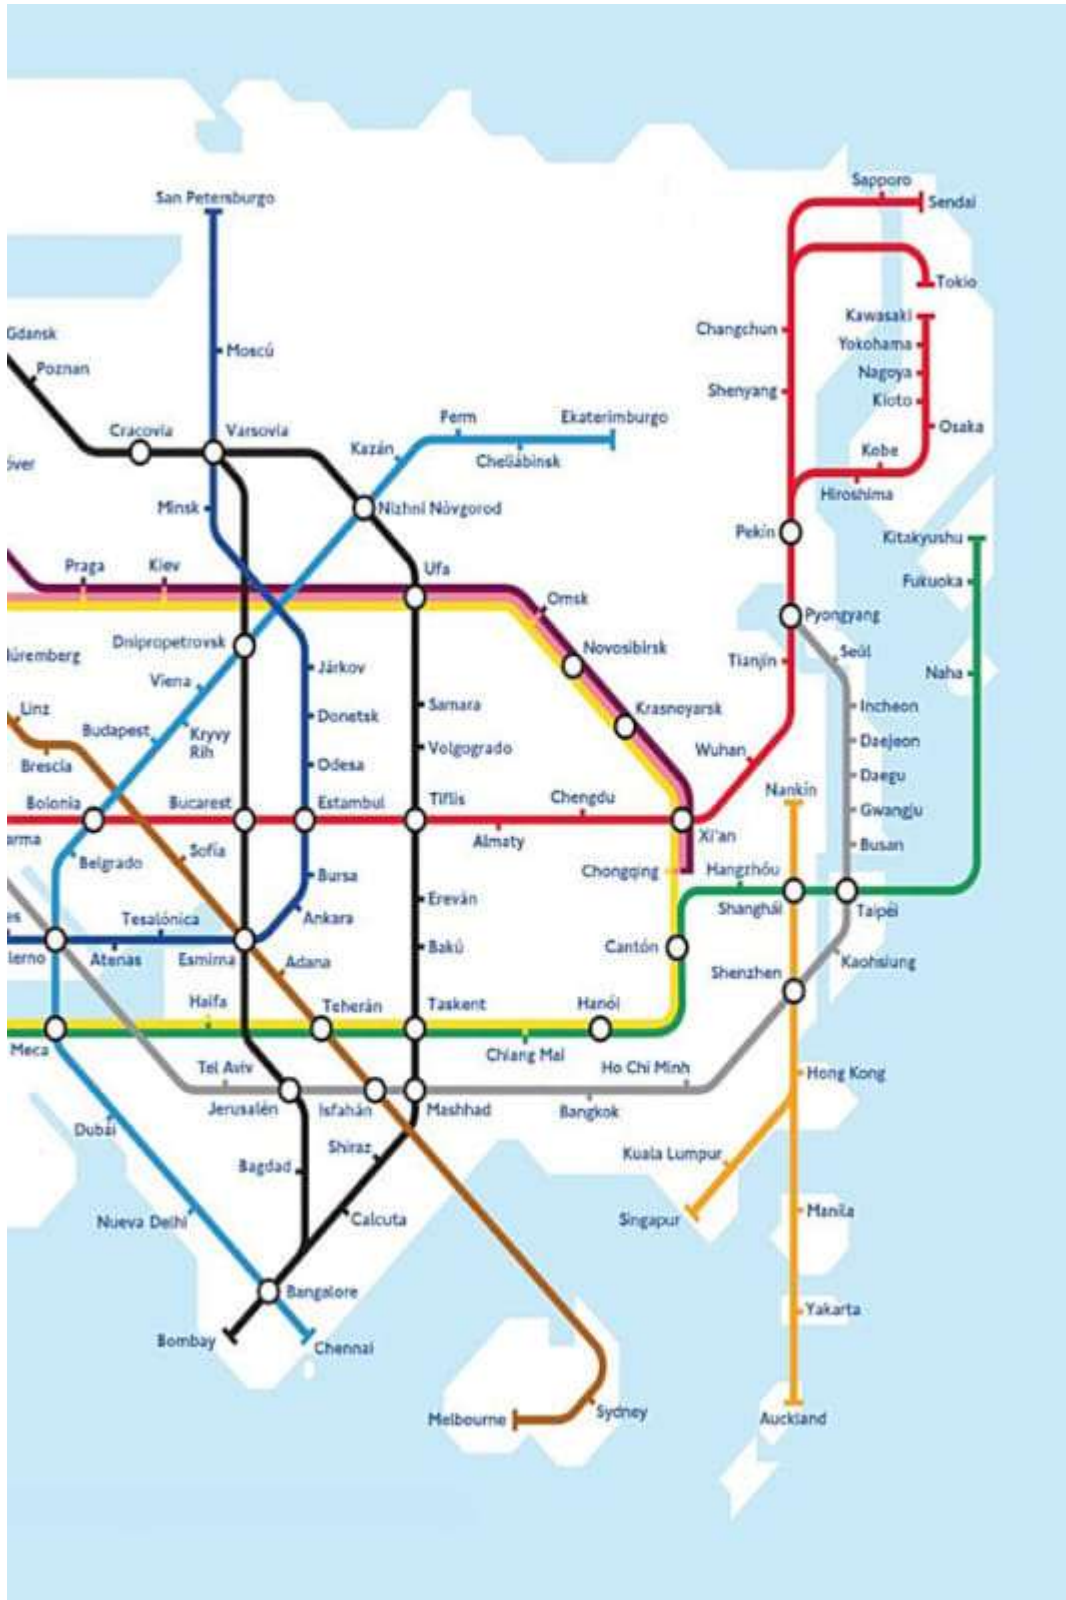 Sapporo
San Petersburgo
Sendai
Tokio
Kawasaki
Changchun
Gdansk
Yokohama
Moscú
Poznan
Nagoya
Shenyang
Kioto
Perm
Ekaterimburgo
Osaka
Cracovia
Varsovia
Kazán
Kobe
Cheliábinsk
over
Hiroshima
Minsk
Nizhni Nóvgorod
Pekín
Kitakyushu
Praga
Kiev
Ufa
Fukuoka
Omsk
Pyongyang
Dnipropetrovsk
Novosibirsk
Seúl
Núremberg
Járkov
Tianjin
Naha
Viena
Linz
Samara
Krasnoyarsk
Incheon
Budapest
Kryvy
Rih
Donetsk
Daejeon
Brescia
Odesa
Volgogrado
Wuhan
Daegu
Nankín
Bolonia
Bucarest
Estambul
Tiflis
Chengdu
Gwangju
arma
Almaty
Xi'an
Busan
Belgrado
Sofía
Bursa
Chongqing
Hangzhóu
Ereván
Shanghái
Taipéi
es
Tesalónica
Ankara
lerno
Atenas
Esmirna
Adana
Bakú
Cantón
Kaohsiung
Shenzhen
Haifa
Teherán
Taskent
Hanói
Meca
Chiang Mai
Tel Aviv
Ho Chi Minh
Hong Kong
Jerusalén
Isfahán
Mashhad
Bangkok
Dubái
Shiraz
Kuala Lumpur
Bagdad
Nueva Delhi
Calcuta
Singapur
Manila
Bangalore
Yakarta
Bombay
Chennai
Melbourne
Sydney
Auckland